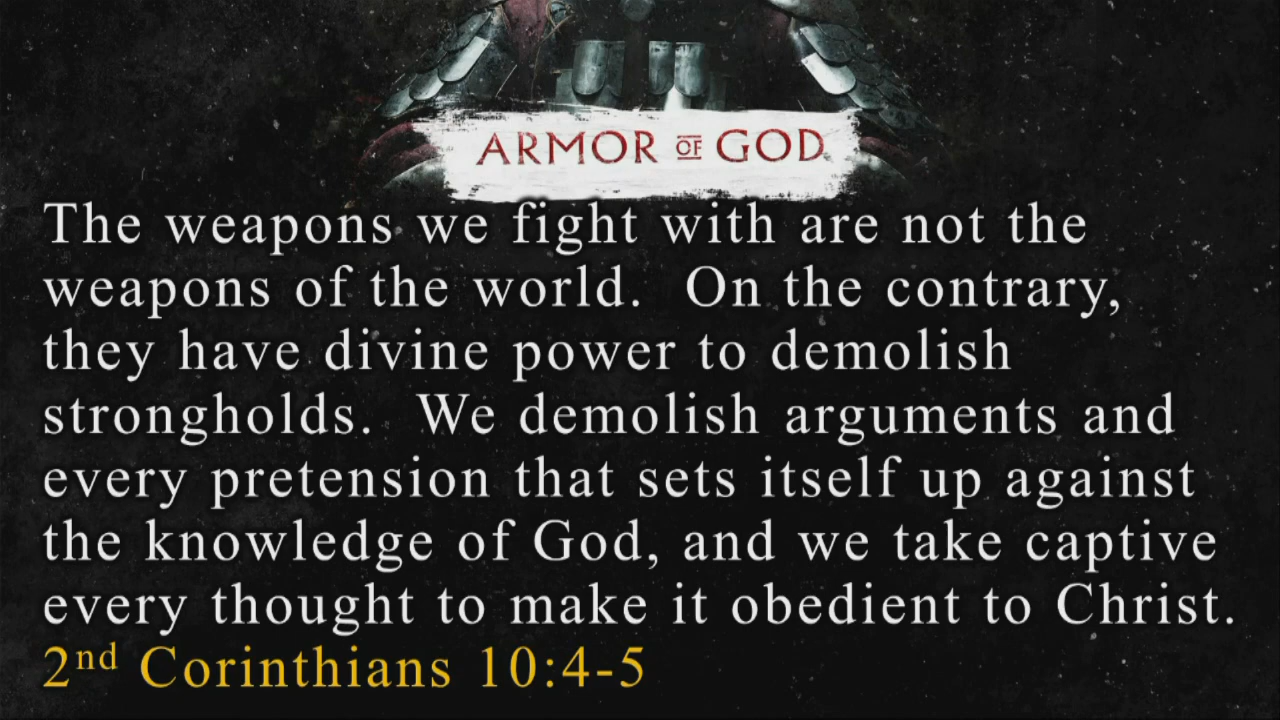 ARMOR OF GOD
The weapons we fight with are not the
weapons of the world.  On the contrary,
they have divine power to demolish
strongholds.  We demolish arguments and
every pretension that sets itself up against
the knowledge of God, and we take captive
every thought to make it obedient to Christ.
2nd Corinthians 10:4-5